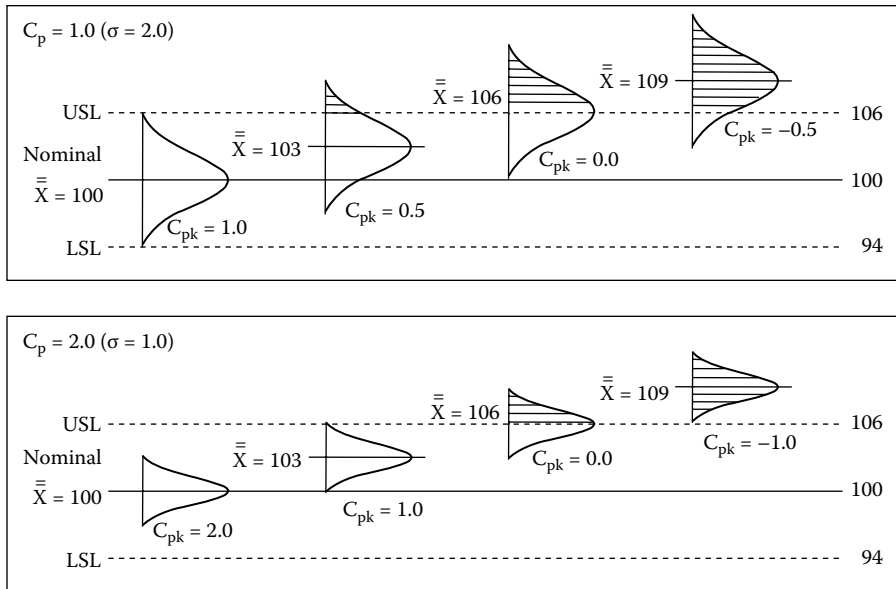 Cp = 1.0 (σ = 2.0)
USL
Nominal
X̿ = 100
LSL
Cpk = 1.0
X̿ = 103
Cpk = 0.5
X̿ = 106
Cpk = 0.0
X̿ = 109
Cpk = −0.5
106
100
94
Cp = 2.0 (σ = 1.0)
USL
Nominal
X̿ = 100
LSL
Cpk = 2.0
X̿ = 103
Cpk = 1.0
X̿ = 106
Cpk = 0.0
X̿ = 109
Cpk = −1.0
106
100
94